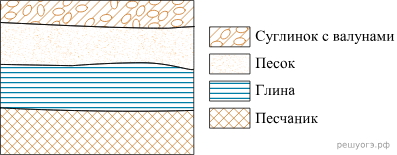 Суглинок с валунами
Песок
Глина
Песчаник
решуогэ.рф